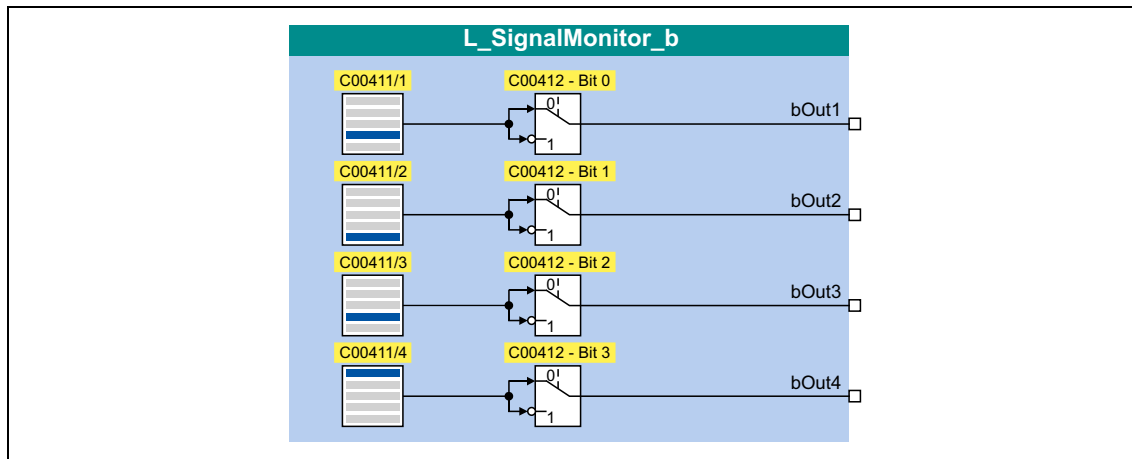 L_SignalMonitor_b
C00411/1 C00412 - Bit 0
0
1
bOut1
C00411/2 C00412 - Bit 1
0
1
bOut2
C00411/3 C00412 - Bit 2
0
1
bOut3
C00411/4 C00412 - Bit 3
0
1
bOut4